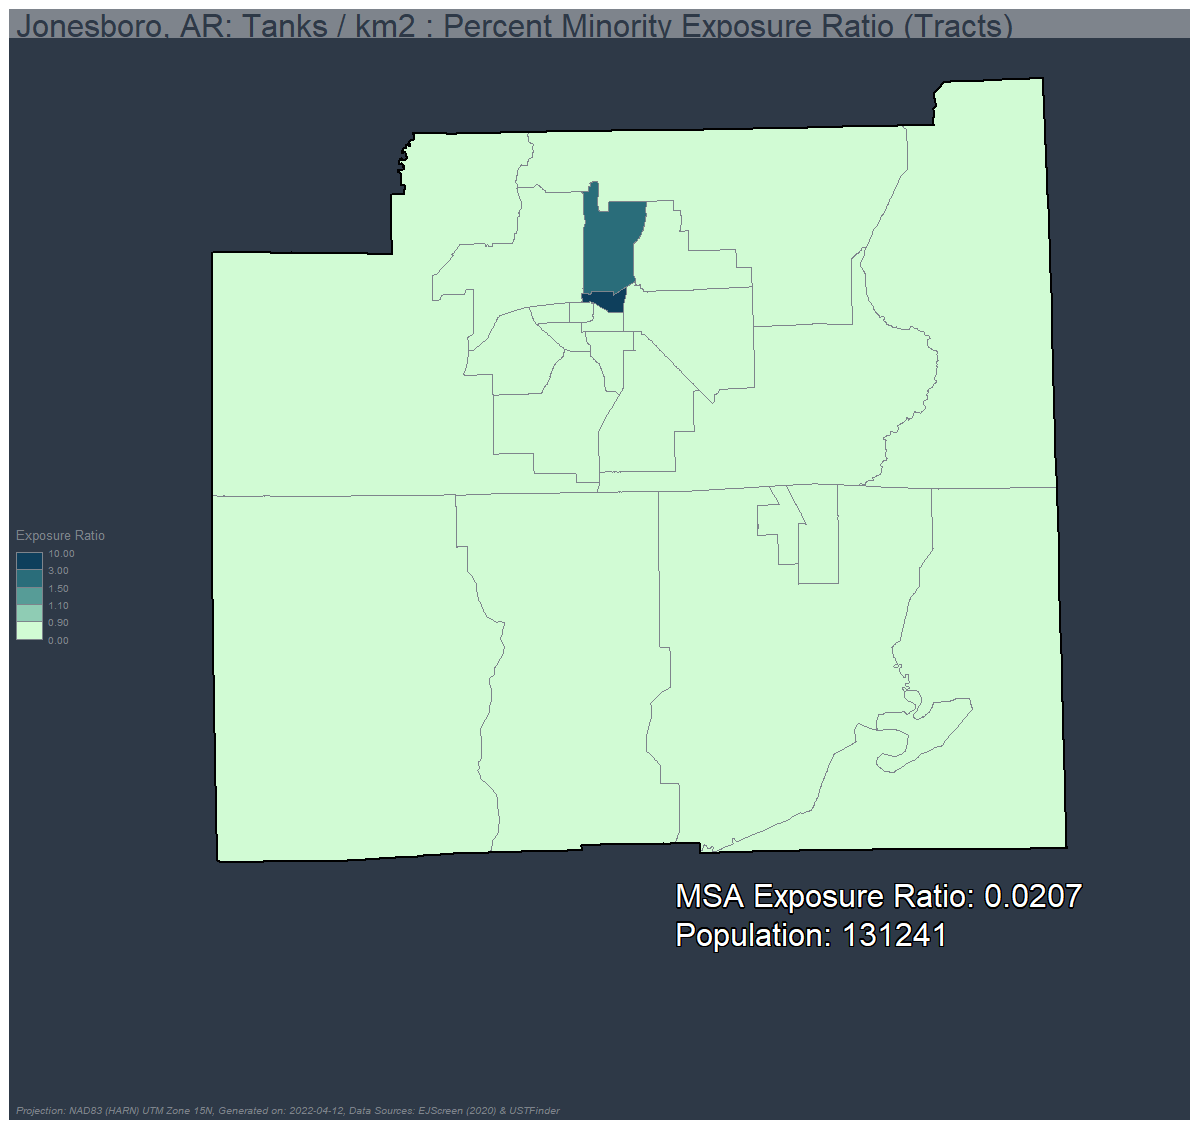 Jonesboro, AR: Tanks / km2 : Percent Minority Exposure Ratio (Tracts)
Exposure Ratio
10.00
3.00
1.50
1.10
0.90
0.00
MSA Exposure Ratio: 0.0207
Population: 131241
Projection: NAD83 (HARN) UTM Zone 15N, Generated on: 2022-04-12, Data Sources: EJScreen (2020) & USTFinder